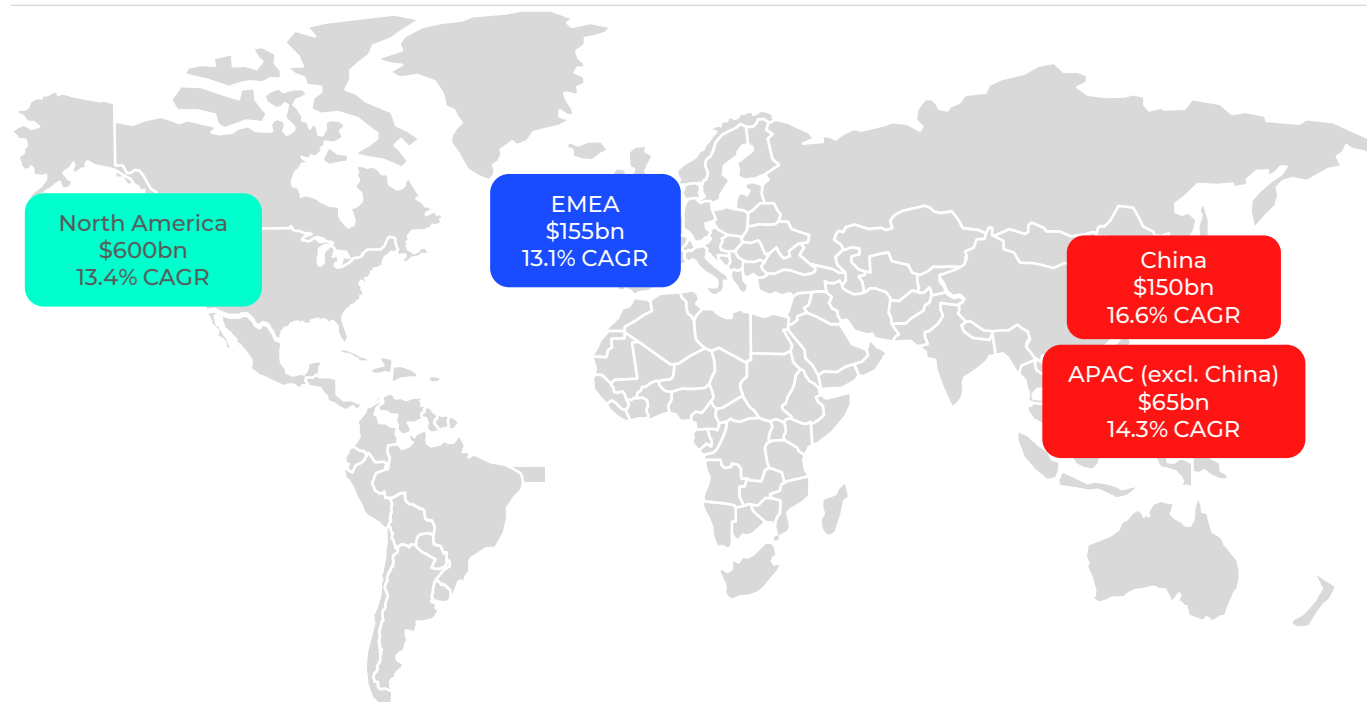 North America
$600bn
13.4% CAGR
EMEA
$155bn
13.1% CAGR
China
$150bn
16.6% CAGR
APAC (excl. China)
$65bn
14.3% CAGR